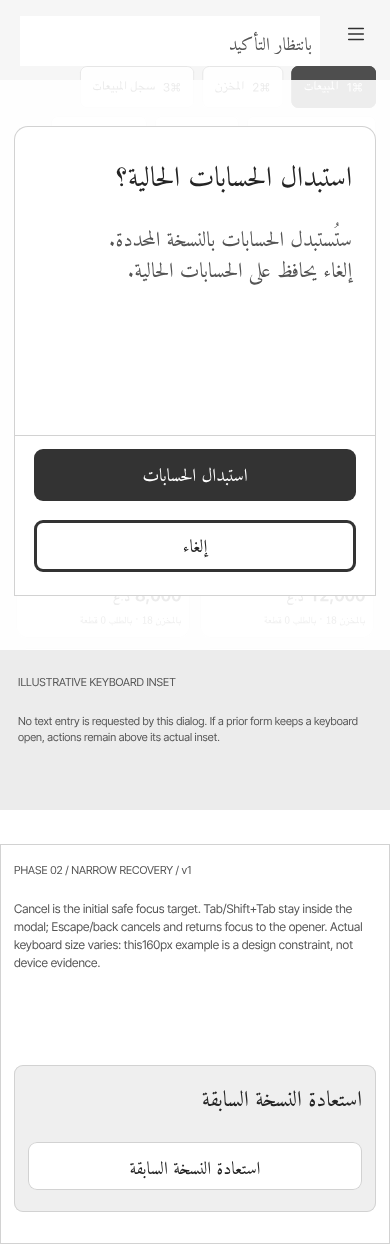 بانتظار التأكيد
⌘1 المبيعات ⌘2 المخزن ⌘3 سجل المبيعات
استبدال الحسابات الحالية؟
ستُستبدل الحسابات بالنسخة المحددة.
إلغاء يحافظ على الحسابات الحالية.
استبدال الحسابات
إلغاء
12,000 د.ع 8,000 د.ع
ILLUSTRATIVE KEYBOARD INSET
No text entry is requested by this dialog. If a prior form keeps a keyboard
open, actions remain above its actual inset.
PHASE 02 / NARROW RECOVERY / v1
Cancel is the initial safe focus target. Tab/Shift+Tab stay inside the
modal; Escape/back cancels and returns focus to the opener. Actual
keyboard size varies: this160px example is a design constraint, not
device evidence.
استعادة النسخة السابقة
استعادة النسخة السابقة